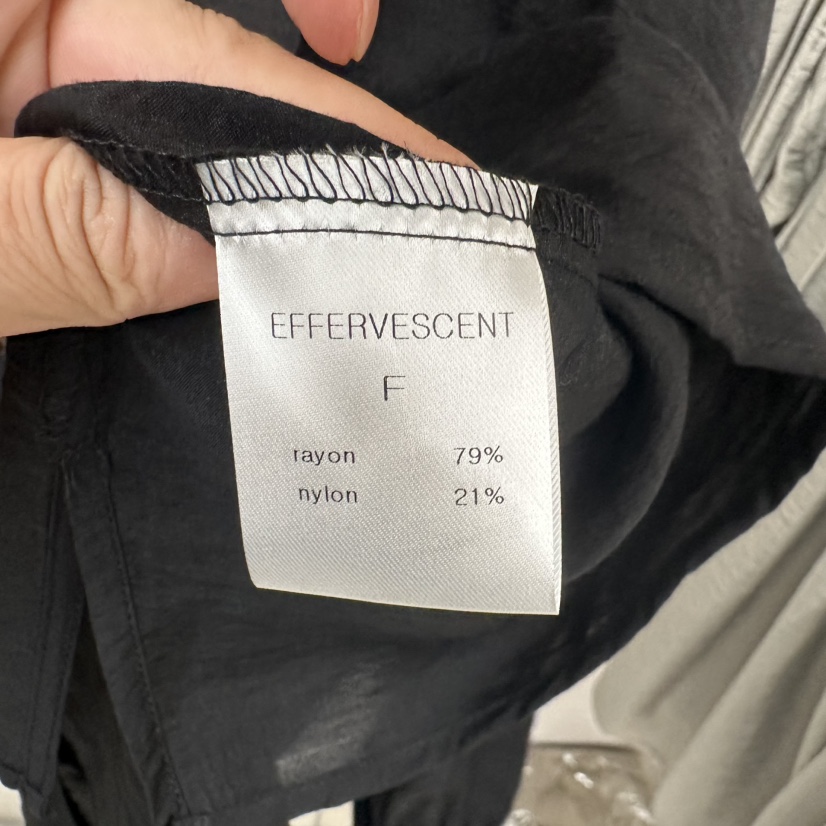 EFFERVESCENT
F
rayon 79%
nylon 21%